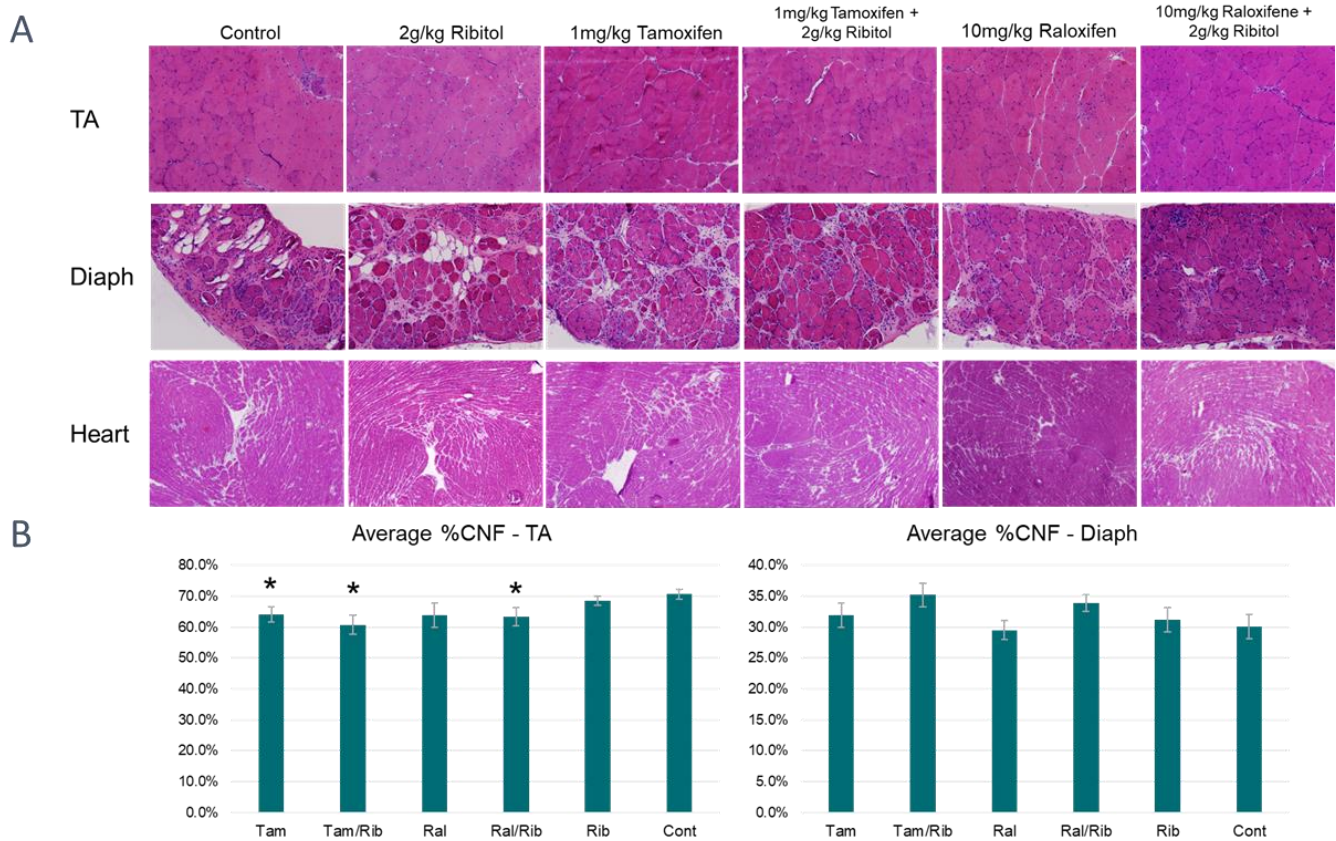 A
Control
2g/kg Ribitol
1mg/kg Tamoxifen
1mg/kg Tamoxifen +
2g/kg Ribitol
10mg/kg Raloxifen
10mg/kg Raloxifene +
2g/kg Ribitol
TA
Diaph
Heart
B
Average %CNF - TA
80.0%
70.0%
60.0%
50.0%
40.0%
30.0%
20.0%
10.0%
0.0%
* * *
Tam Tam/Rib Ral Ral/Rib Rib Cont
Average %CNF - Diaph
40.0%
35.0%
30.0%
25.0%
20.0%
15.0%
10.0%
5.0%
0.0%
Tam Tam/Rib Ral Ral/Rib Rib Cont